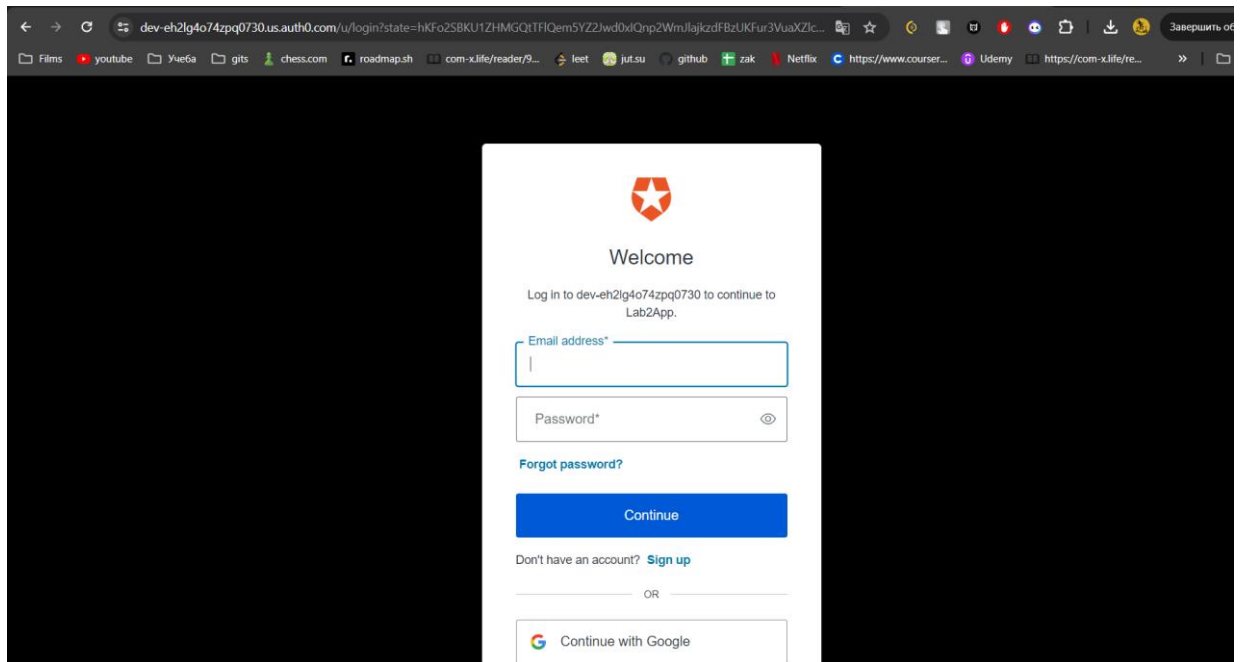 dev-eh2lg4o74zpq0730.us.auth0.com/u/login?state=hKFo2SBKU1ZHMGQtTFlQem5YZ2Jwd0xIQnp2WmJlajkzdFBzUKFur3VuaXZlc... Завершить об
Films youtube Учеба gits chess.com roadmap.sh com-x.life/reader/9... leet jut.su github zak Netflix https://www.courser... Udemy https://com-x.life/re... »
Welcome
Log in to dev-eh2lg4o74zpq0730 to continue to
Lab2App.
Email address*
Password*
Forgot password?
Continue
Don't have an account? Sign up
OR
Continue with Google